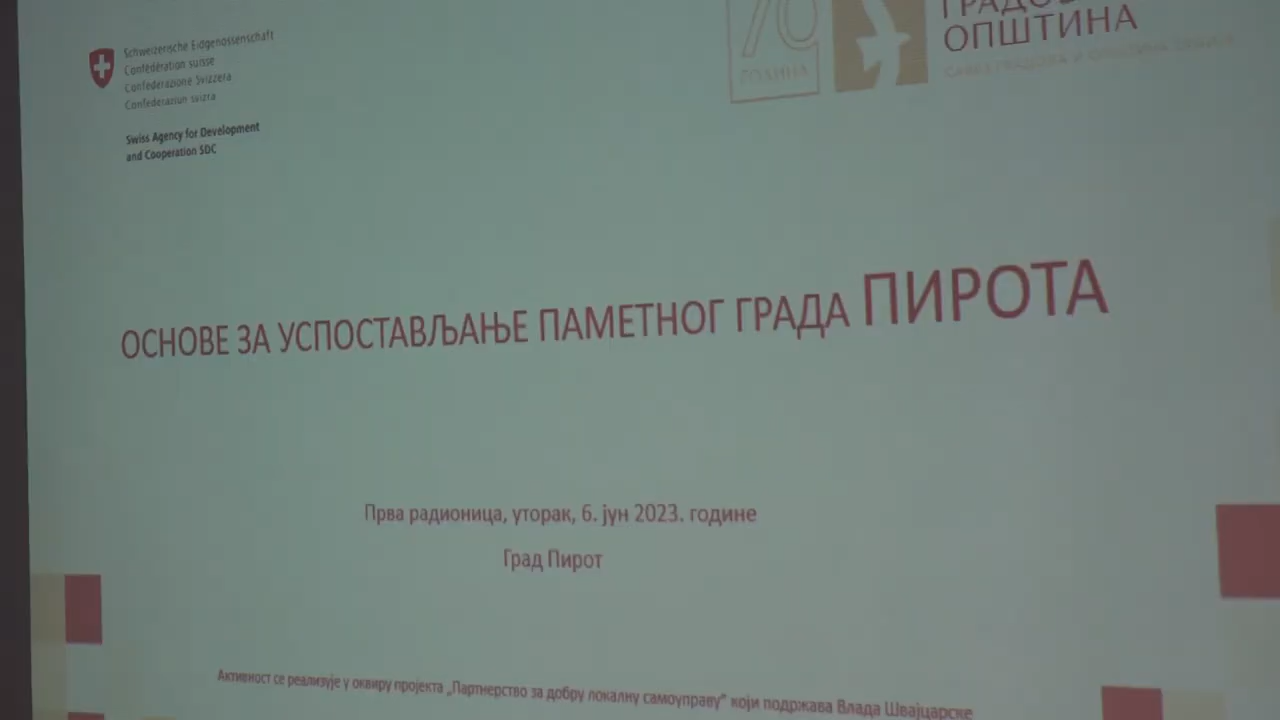 Schweizerische Eidgenossenschaft
Confédération suisse
Confederazione Svizzera
Confederaziun svizra
Swiss Agency for Development
and Cooperation SDC
70
ГОДИНА
ОПШТИНА
ОСНОВЕ ЗА УСПОСТАВЉАЊЕ ПАМЕТНОГ ГРАДА ПИРОТА
Прва радионица, уторак, 6. јун 2023. године
Град Пирот
Активност се реализује у оквиру пројекта „Партнерство за добру локалну самоуправу“ који подржава Влада Швајцарске